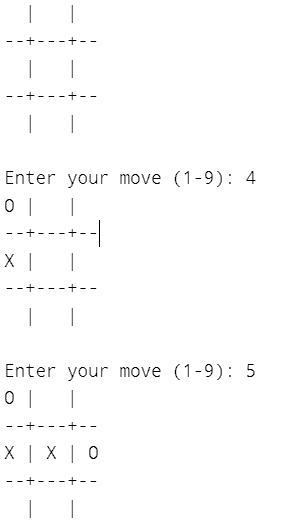 |   |
--+---+--
  |   |
--+---+--
  |   |

Enter your move (1-9): 4
O |   |
--+---+--
X |   |
--+---+--
  |   |

Enter your move (1-9): 5
O |   |
--+---+--
X | X | O
--+---+--
  |   |